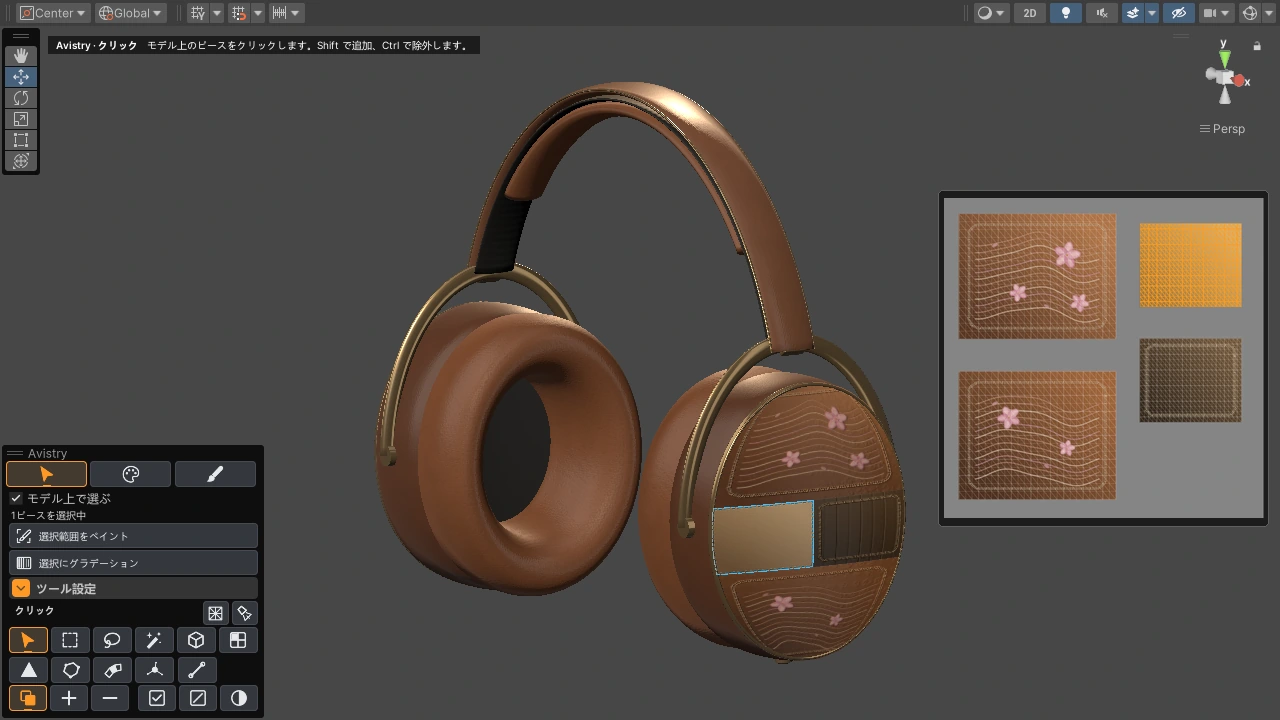 Center
Global
2D
Avistry・クリック モデル上のピースをクリックします。Shift で追加、Ctrl で除外します。
y
x
Persp
Avistry
モデル上で選ぶ
1ピースを選択中
選択範囲をペイント
選択にグラデーション
ツール設定
クリック